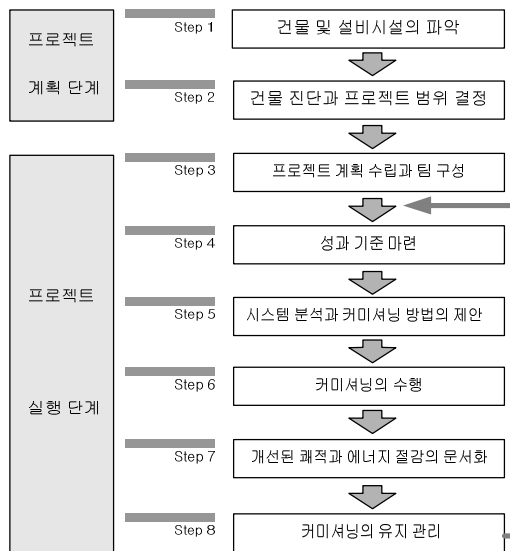 프로젝트
계획 단계
Step 1
건물 및 설비시설의 파악
Step 2
건물 진단과 프로젝트 범위 결정
프로젝트
실행 단계
Step 3
프로젝트 계획 수립과 팀 구성
Step 4
성과 기준 마련
Step 5
시스템 분석과 커미셔닝 방법의 제안
Step 6
커미셔닝의 수행
Step 7
개선된 쾌적과 에너지 절감의 문서화
Step 8
커미셔닝의 유지 관리